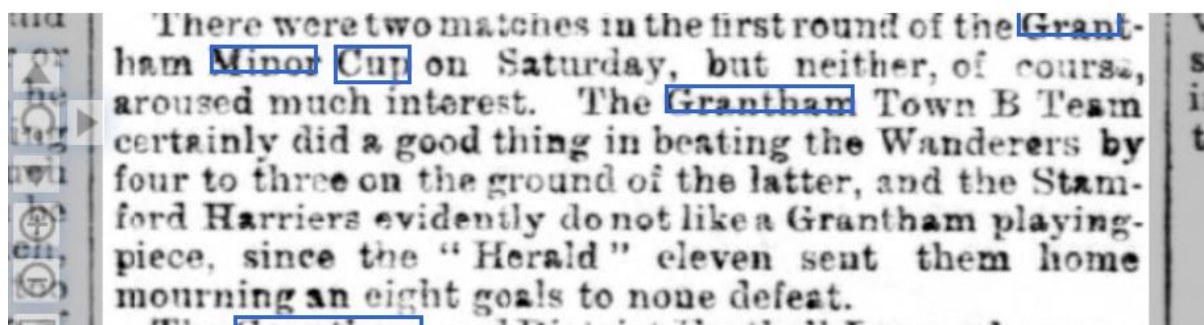 There were two matches in the first round of the Grant-
ham Minor Cup on Saturday, but neither, of course,
aroused much interest. The Grantham Town B Team
certainly did a good thing in beating the Wanderers by
four to three on the ground of the latter, and the Stam-
ford Harriers evidently do not like a Grantham playing-
piece, since the "Herald" eleven sent them home
mourning an eight goals to none defeat.